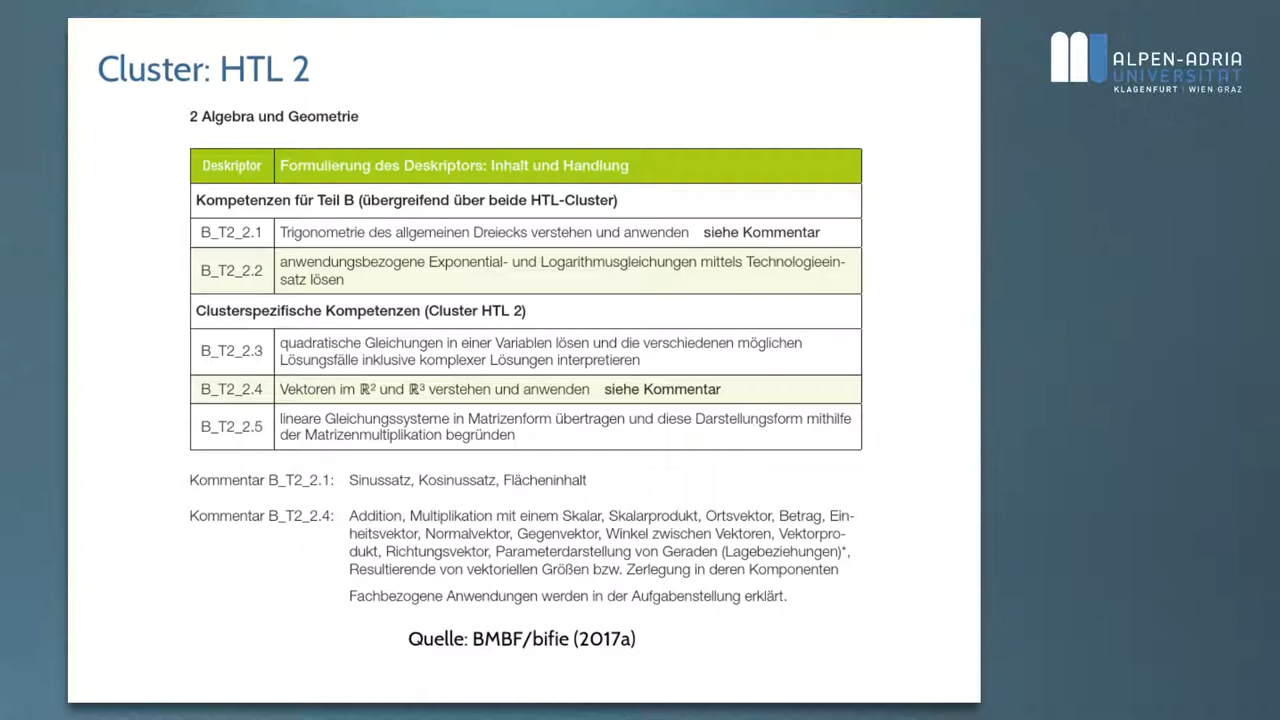 Cluster: HTL 2
ALPEN-ADRIA
UNIVERSITÄT
KLAGENFURT | WIEN GRAZ
2 Algebra und Geometrie
Deskriptor Formulierung des Deskriptors: Inhalt und Handlung
Kompetenzen für Teil B (übergreifend über beide HTL-Cluster)
B_T2_2.1 Trigonometrie des allgemeinen Dreiecks verstehen und anwenden siehe Kommentar
B_T2_2.2 anwendungsbezogene Exponential- und Logarithmusgleichungen mittels Technologieein-
satz lösen
Clusterspezifische Kompetenzen (Cluster HTL 2)
B_T2_2.3 quadratische Gleichungen in einer Variablen lösen und die verschiedenen möglichen
Lösungsfälle inklusive komplexer Lösungen interpretieren
B_T2_2.4 Vektoren im ℝ² und ℝ³ verstehen und anwenden siehe Kommentar
B_T2_2.5 lineare Gleichungssysteme in Matrizenform übertragen und diese Darstellungsform mithilfe
der Matrizenmultiplikation begründen
Kommentar B_T2_2.1: Sinussatz, Kosinussatz, Flächeninhalt
Kommentar B_T2_2.4: Addition, Multiplikation mit einem Skalar, Skalarprodukt, Ortsvektor, Betrag, Ein-
heitsvektor, Normalvektor, Gegenvektor, Winkel zwischen Vektoren, Vektorpro-
dukt, Richtungsvektor, Parameterdarstellung von Geraden (Lagebeziehungen)*,
Resultierende von vektoriellen Größen bzw. Zerlegung in deren Komponenten
Fachbezogene Anwendungen werden in der Aufgabenstellung erklärt.
Quelle: BMBF/bifie (2017a)